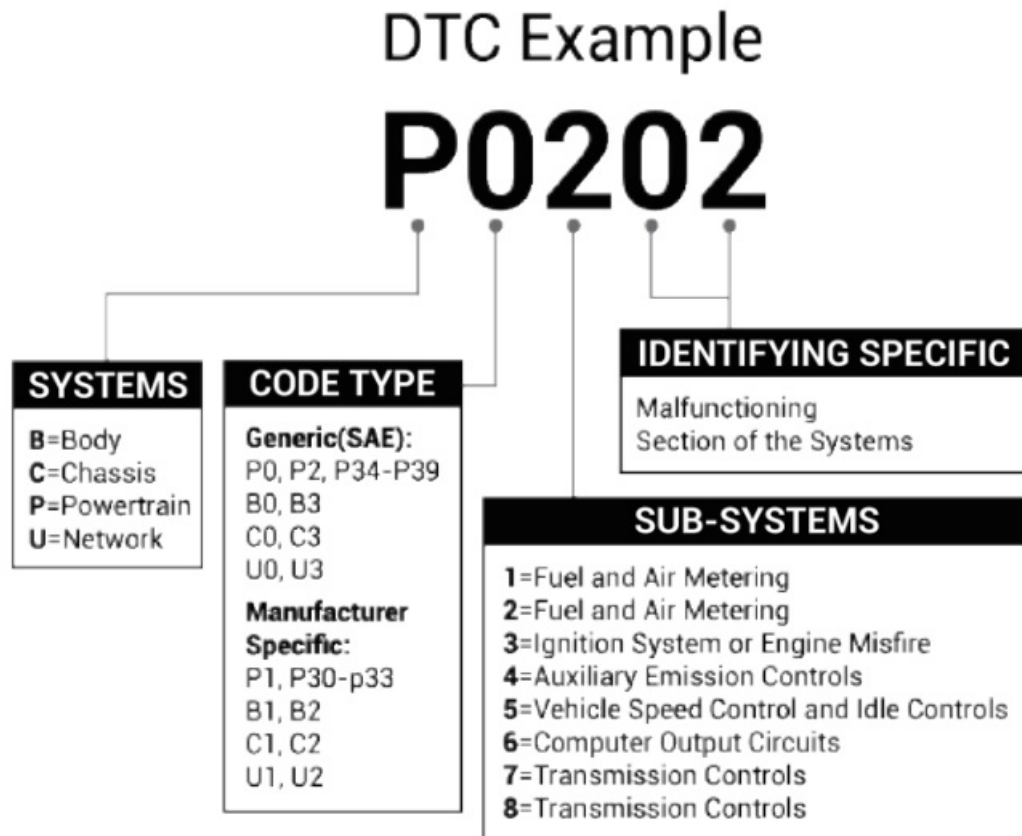 DTC Example
P0202
SYSTEMS
B=Body
C=Chassis
P=Powertrain
U=Network
CODE TYPE
Generic(SAE):
P0, P2, P34-P39
B0, B3
C0, C3
U0, U3
Manufacturer
Specific:
P1, P30-p33
B1, B2
C1, C2
U1, U2
IDENTIFYING SPECIFIC
Malfunctioning
Section of the Systems
SUB-SYSTEMS
1=Fuel and Air Metering
2=Fuel and Air Metering
3=Ignition System or Engine Misfire
4=Auxiliary Emission Controls
5=Vehicle Speed Control and Idle Controls
6=Computer Output Circuits
7=Transmission Controls
8=Transmission Controls